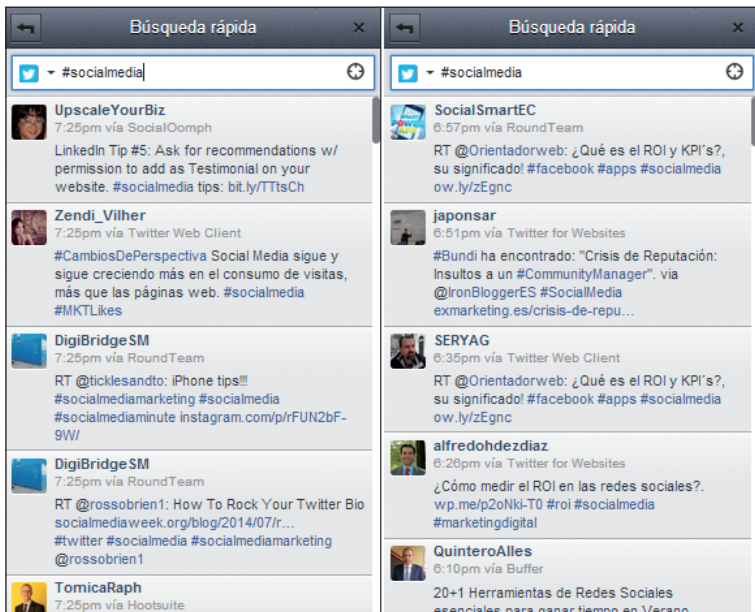 Búsqueda rápida
#socialmedia
UpscaleYourBiz
7:25pm vía SocialOomph
LinkedIn Tip #5: Ask for recommendations w/
permission to add as Testimonial on your
website. #socialmedia tips: bit.ly/TTtsCh
Zendi_Vilher
7:25pm vía Twitter Web Client
#CambiosDePerspectiva Social Media sigue y
sigue creciendo más en el consumo de visitas,
más que las páginas web. #socialmedia
#MKTLikes
DigiBridgeSM
7:25pm vía RoundTeam
RT @ticklesandto: iPhone tips!!!
#socialmediamarketing #socialmedia
#socialmediaminute instagram.com/p/rFUN2bF-
9W/
DigiBridgeSM
7:25pm vía RoundTeam
RT @rossobrien1: How To Rock Your Twitter Bio
socialmediaweek.org/blog/2014/07/r…
#twitter #socialmedia #socialmediamarketing
@rossobrien1
TomicaRaph
7:25pm vía Hootsuite
Búsqueda rápida
#socialmedia
SocialSmartEC
6:57pm vía RoundTeam
RT @Orientadorweb: ¿Qué es el ROI y KPI's?,
su significado! #facebook #apps #socialmedia
ow.ly/zEgnc
japonsar
6:51pm vía Twitter for Websites
#Bundi ha encontrado: "Crisis de Reputación:
Insultos a un #CommunityManager". via
@IronBloggerES #SocialMedia
exmarketing.es/crisis-de-repu…
SERYAG
6:35pm vía Twitter Web Client
RT @Orientadorweb: ¿Qué es el ROI y KPI's?,
su significado! #facebook #apps #socialmedia
ow.ly/zEgnc
alfredohdezdiaz
6:26pm vía Twitter for Websites
¿Cómo medir el ROI en las redes sociales?.
wp.me/p2oNki-T0 #roi #socialmedia
#marketingdigital
QuinteroAlles
6:10pm vía Buffer
20+1 Herramientas de Redes Sociales
esenciales para ganar tiempo en Verano